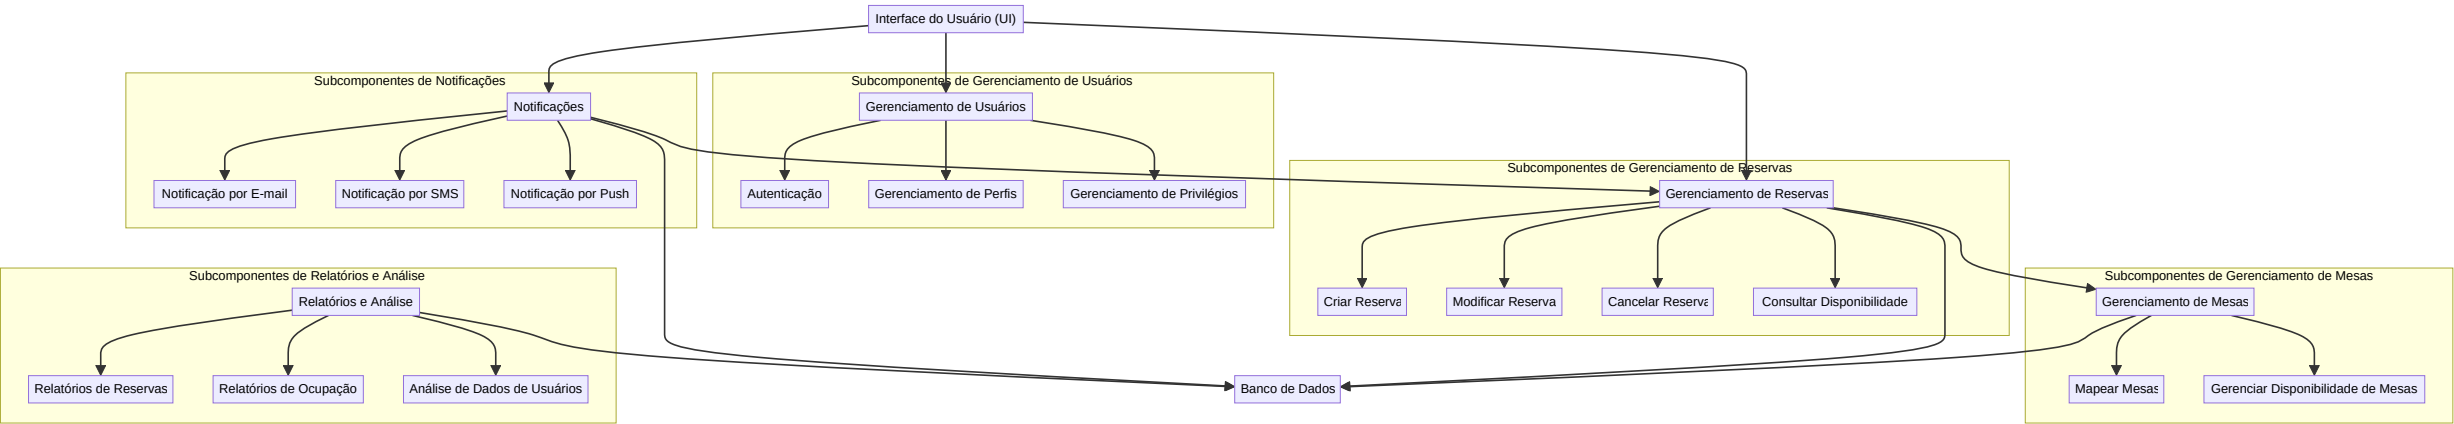 Interface do Usuário (UI)
Subcomponentes de Notificações
Subcomponentes de Gerenciamento de Usuários
Notificações
Gerenciamento de Usuários
Subcomponentes de Gerenciamento de Reservas
Notificação por E-mail
Notificação por SMS
Notificação por Push
Autenticação
Gerenciamento de Perfis
Gerenciamento de Privilégios
Gerenciamento de Reservas
Subcomponentes de Relatórios e Análise
Subcomponentes de Gerenciamento de Mesas
Relatórios e Análise
Criar Reserva
Modificar Reserva
Cancelar Reserva
Consultar Disponibilidade
Gerenciamento de Mesas
Relatórios de Reservas
Relatórios de Ocupação
Análise de Dados de Usuários
Banco de Dados
Mapear Mesas
Gerenciar Disponibilidade de Mesas